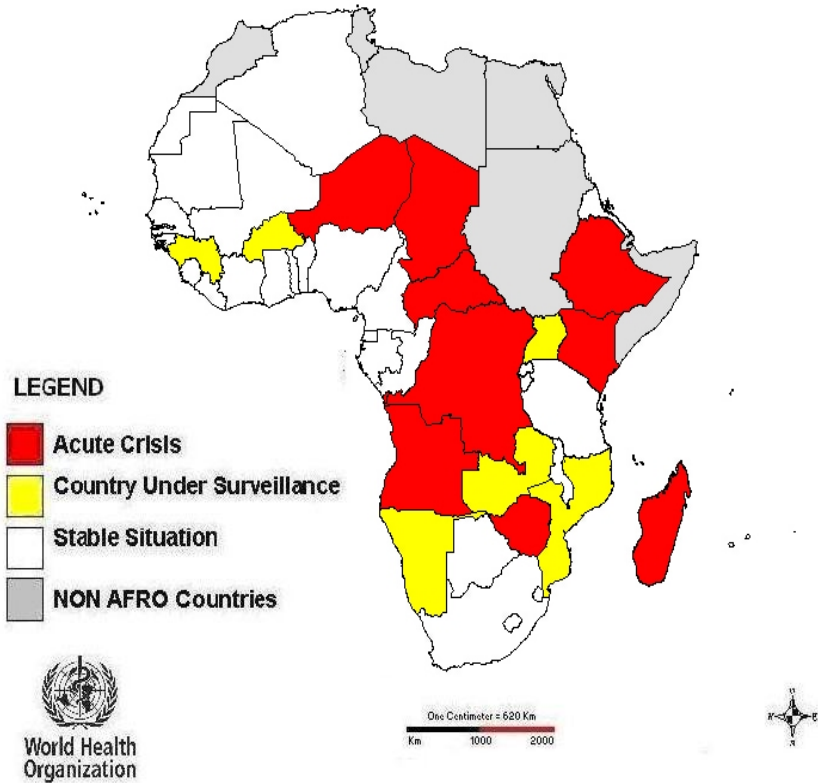 LEGEND
Acute Crisis
Country Under Surveillance
Stable Situation
NON AFRO Countries
World Health
Organization
One Centimeter = 620 Km
Km 1000 2000